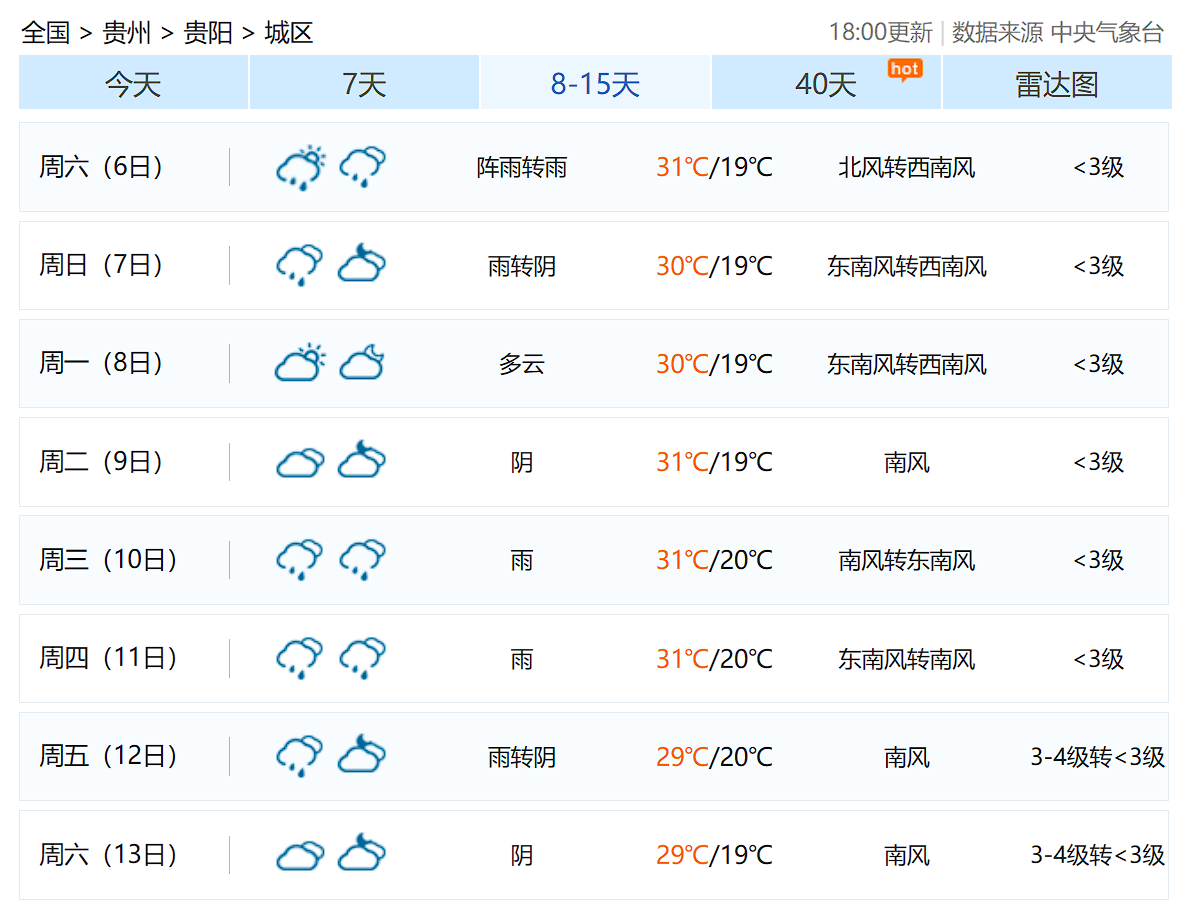 全国 > 贵州 > 贵阳 > 城区 18:00更新 | 数据来源 中央气象台
今天 7天 8-15天 40天 hot 雷达图
周六（6日） 阵雨转雨 31℃/19℃ 北风转西南风 <3级
周日（7日） 雨转阴 30℃/19℃ 东南风转西南风 <3级
周一（8日） 多云 30℃/19℃ 东南风转西南风 <3级
周二（9日） 阴 31℃/19℃ 南风 <3级
周三（10日） 雨 31℃/20℃ 南风转东南风 <3级
周四（11日） 雨 31℃/20℃ 东南风转南风 <3级
周五（12日） 雨转阴 29℃/20℃ 南风 3-4级转<3级
周六（13日） 阴 29℃/19℃ 南风 3-4级转<3级